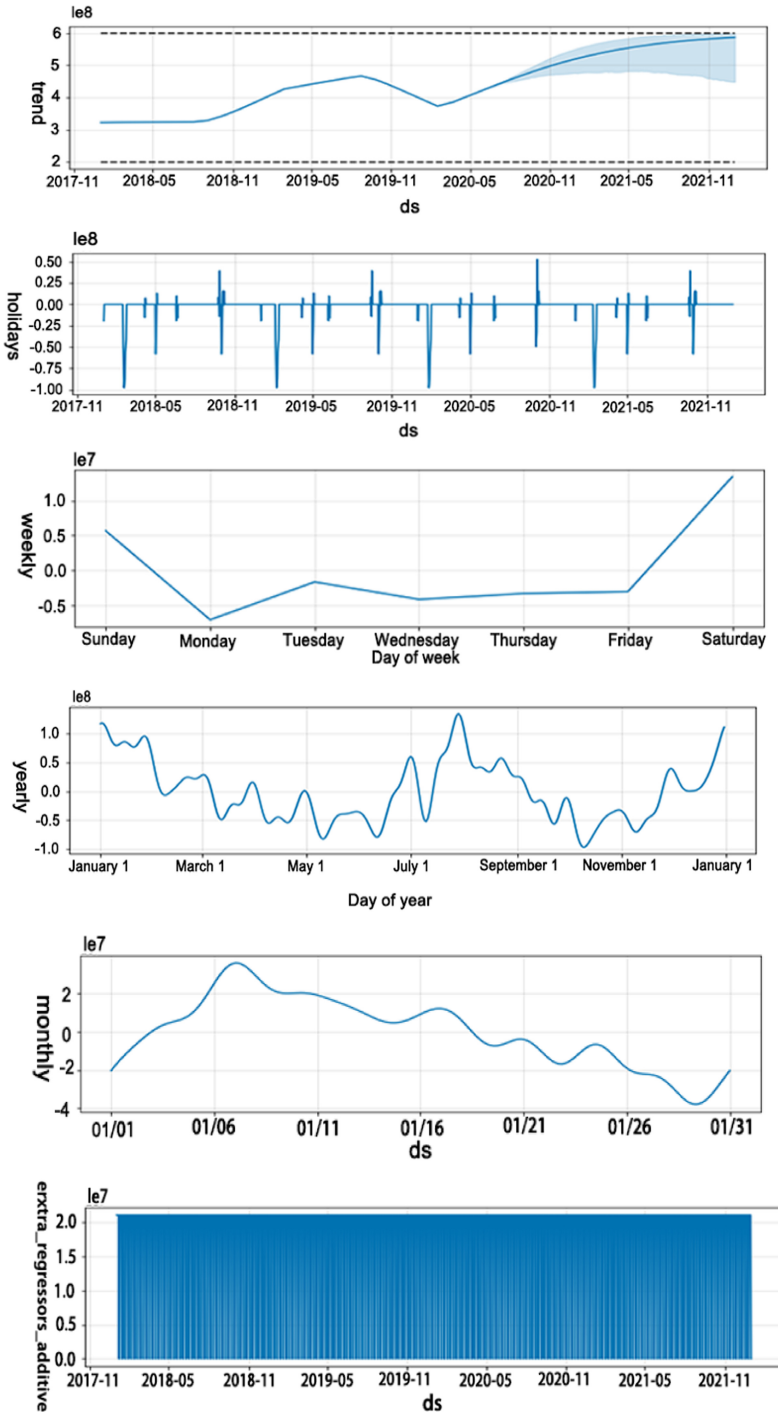 le8
6
5
4
3
2
trend
2017-11 2018-05 2018-11 2019-05 2019-11 2020-05 2020-11 2021-05 2021-11
ds
le8
0.50
0.25
0.00
-0.25
-0.50
-0.75
-1.00
holidays
2017-11 2018-05 2018-11 2019-05 2019-11 2020-05 2020-11 2021-05 2021-11
ds
le7
1.0
0.5
0.0
-0.5
weekly
Sunday Monday Tuesday Wednesday Thursday Friday Saturday
Day of week
le8
1.0
0.5
0.0
-0.5
-1.0
yearly
January 1 March 1 May 1 July 1 September 1 November 1 January 1
Day of year
le7
2
0
-2
-4
monthly
01/01 01/06 01/11 01/16 01/21 01/26 01/31
ds
le7
2.0
1.5
1.0
0.5
0.0
erxtra_regressors_additive
2017-11 2018-05 2018-11 2019-05 2019-11 2020-05 2020-11 2021-05 2021-11
ds